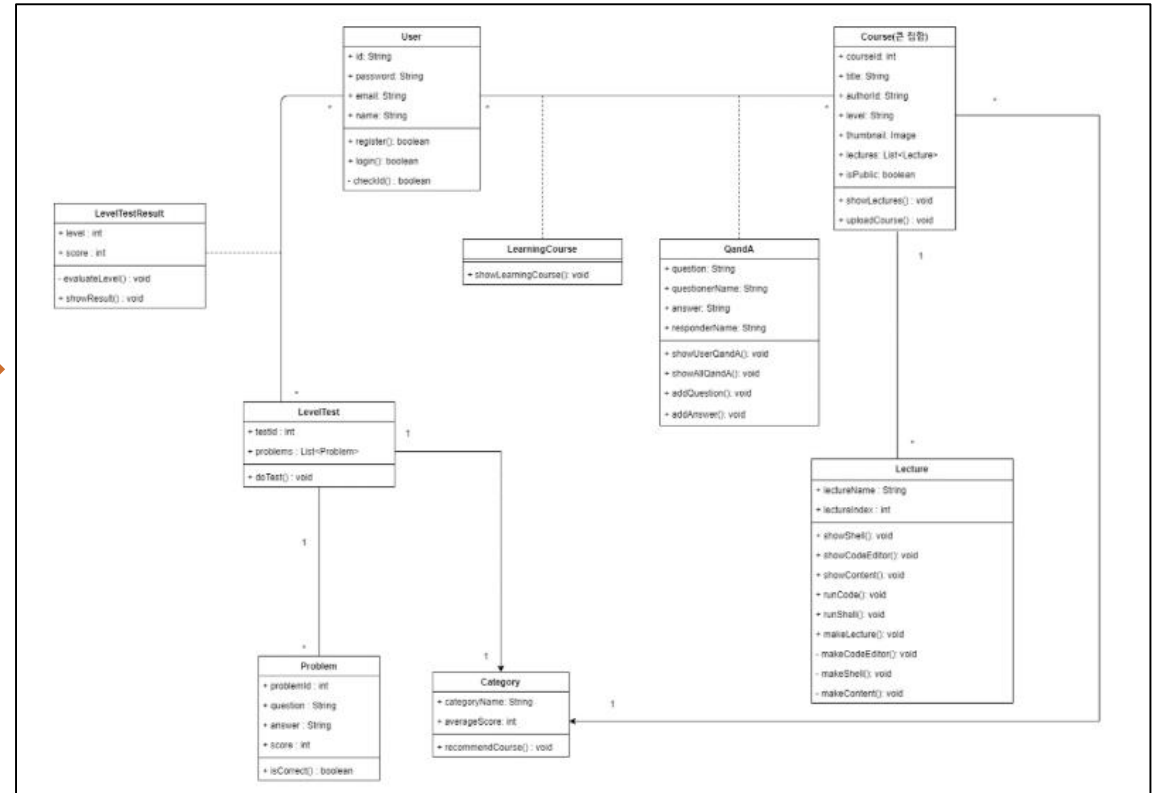 User
+ id: String
+ password: String
+ email: String
+ name: String
+ register(): boolean
+ login(): boolean
- checkId() : boolean
*
*
Course(큰 집합)
+ courseId: int
+ title: String
+ authorId: String
+ level: String
+ thumbnail: Image
+ lectures: List<Lecture>
+ isPublic: boolean
+ showLectures() : void
+ uploadCourse() : void
*
*
1
LevelTestResult
+ level : int
+ score : int
- evaluateLevel() : void
+ showResult() : void
LearningCourse
+ showLearningCourse(): void
QandA
+ question: String
+ questionerName: String
+ answer: String
+ responderName: String
+ showUserQandA(): void
+ showAllQandA(): void
+ addQuestion(): void
+ addAnswer(): void
*
LevelTest
+ testId : int
+ problems : List<Problem>
+ doTest() : void
1
1
*
Lecture
+ lectureName : String
+ lectureIndex : int
+ showShell(): void
+ showCodeEditor(): void
+ showContent(): void
+ runCode(): void
+ runShell(): void
+ makeLecture(): void
- makeCodeEditor(): void
- makeShell(): void
- makeContent(): void
*
Problem
+ problemId : int
+ question : String
+ answer : String
+ score : int
+ isCorrect() : boolean
1
Category
+ categoryName: String
+ averageScore: int
+ recommendCourse() : void
1